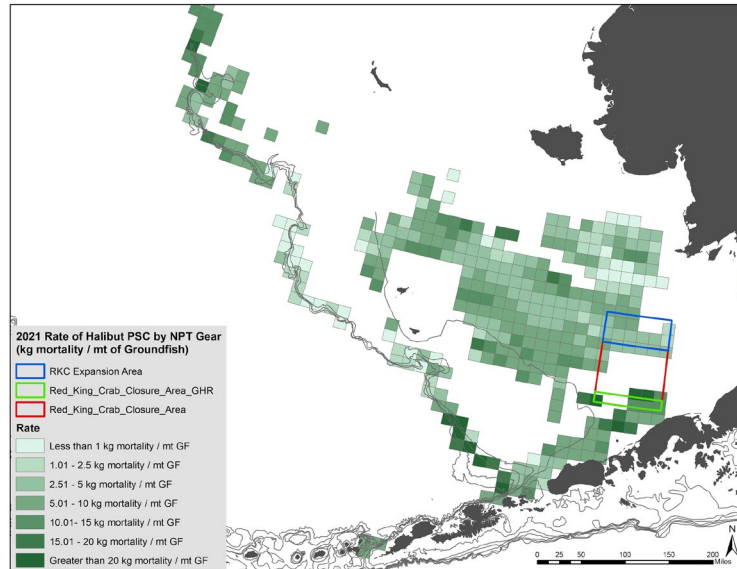 2021 Rate of Halibut PSC by NPT Gear
(kg mortality / mt of Groundfish)
RKC Expansion Area
Red_King_Crab_Closure_Area_GHR
Red_King_Crab_Closure_Area
Rate
Less than 1 kg mortality / mt GF
1.01 - 2.5 kg mortality / mt GF
2.51 - 5 kg mortality / mt GF
5.01 - 10 kg mortality / mt GF
10.01- 15 kg mortality / mt GF
15.01 - 20 kg mortality / mt GF
Greater than 20 kg mortality / mt GF
N
0 50 100 150 200
Miles